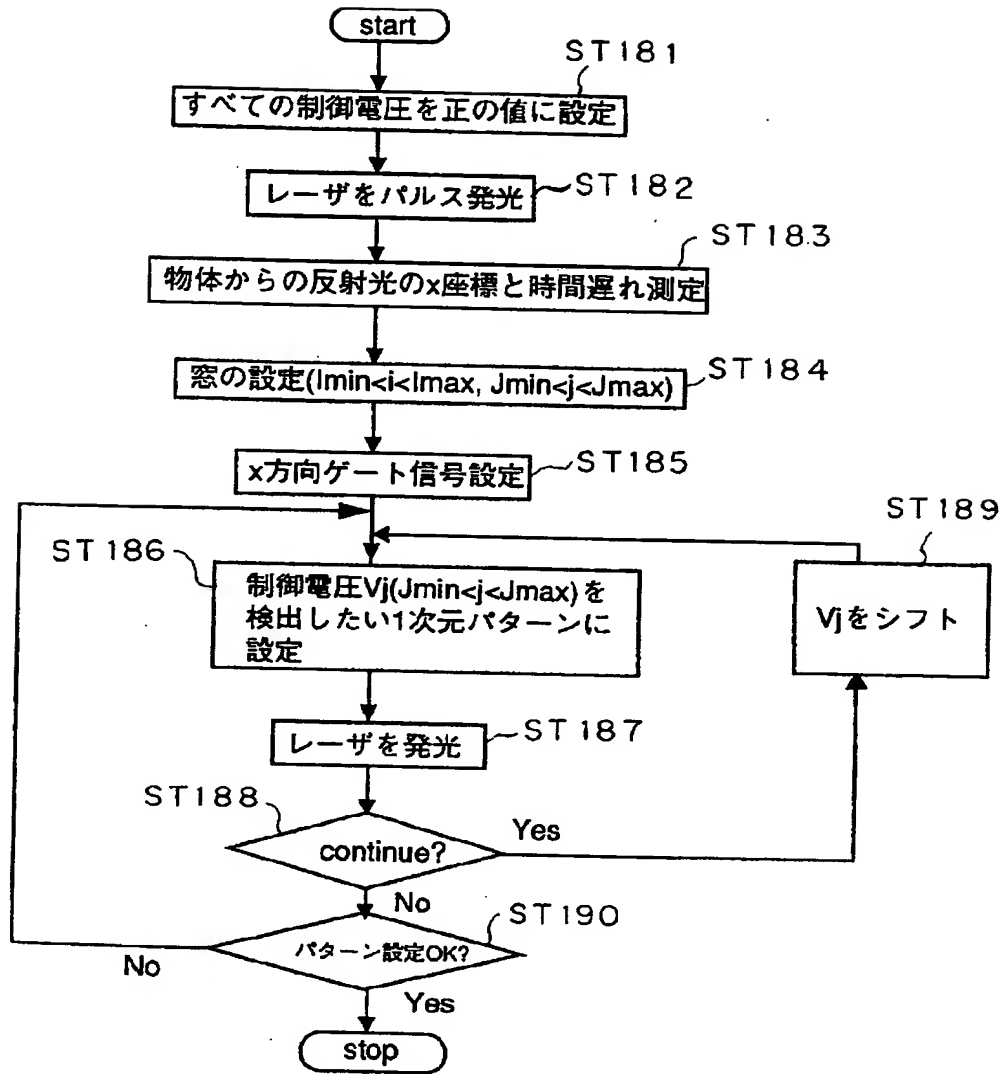 start
ST181
すべての制御電圧を正の値に設定
レーザをパルス発光
ST182
ST183
物体からの反射光のx座標と時間遅れ測定
ST184
窓の設定(Imin<i<Imax, Jmin<j<Jmax)
x方向ゲート信号設定
ST185
ST189
ST186
制御電圧Vj(Jmin<j<Jmax)を
検出したい1次元パターンに
設定
Vjをシフト
レーザを発光
ST187
ST188
continue?
Yes
No
ST190
パターン設定OK?
No
Yes
stop